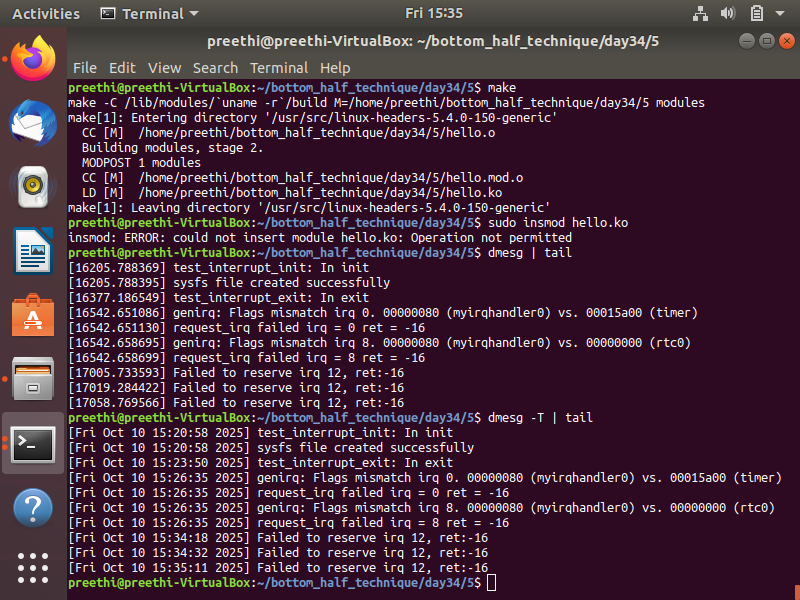 Activities
Terminal
Fri 15:35
preethi@preethi-VirtualBox: ~/bottom_half_technique/day34/5
File Edit View Search Terminal Help
preethi@preethi-VirtualBox:~/bottom_half_technique/day34/5$ make
make -C /lib/modules/`uname -r`/build M=/home/preethi/bottom_half_technique/day34/5 modules
make[1]: Entering directory '/usr/src/linux-headers-5.4.0-150-generic'
  CC [M]  /home/preethi/bottom_half_technique/day34/5/hello.o
  Building modules, stage 2.
  MODPOST 1 modules
  CC [M]  /home/preethi/bottom_half_technique/day34/5/hello.mod.o
  LD [M]  /home/preethi/bottom_half_technique/day34/5/hello.ko
make[1]: Leaving directory '/usr/src/linux-headers-5.4.0-150-generic'
preethi@preethi-VirtualBox:~/bottom_half_technique/day34/5$ sudo insmod hello.ko
insmod: ERROR: could not insert module hello.ko: Operation not permitted
preethi@preethi-VirtualBox:~/bottom_half_technique/day34/5$ dmesg | tail
[16205.788369] test_interrupt_init: In init
[16205.788395] sysfs file created successfully
[16377.186549] test_interrupt_exit: In exit
[16542.651086] genirq: Flags mismatch irq 0. 00000080 (myirqhandler0) vs. 00015a00 (timer)
[16542.651130] request_irq failed irq = 0 ret = -16
[16542.658695] genirq: Flags mismatch irq 8. 00000080 (myirqhandler0) vs. 00000000 (rtc0)
[16542.658699] request_irq failed irq = 8 ret = -16
[17005.733593] Failed to reserve irq 12, ret:-16
[17019.284422] Failed to reserve irq 12, ret:-16
[17058.769566] Failed to reserve irq 12, ret:-16
preethi@preethi-VirtualBox:~/bottom_half_technique/day34/5$ dmesg -T | tail
[Fri Oct 10 15:20:58 2025] test_interrupt_init: In init
[Fri Oct 10 15:20:58 2025] sysfs file created successfully
[Fri Oct 10 15:23:50 2025] test_interrupt_exit: In exit
[Fri Oct 10 15:26:35 2025] genirq: Flags mismatch irq 0. 00000080 (myirqhandler0) vs. 00015a00 (timer)
[Fri Oct 10 15:26:35 2025] request_irq failed irq = 0 ret = -16
[Fri Oct 10 15:26:35 2025] genirq: Flags mismatch irq 8. 00000080 (myirqhandler0) vs. 00000000 (rtc0)
[Fri Oct 10 15:26:35 2025] request_irq failed irq = 8 ret = -16
[Fri Oct 10 15:34:18 2025] Failed to reserve irq 12, ret:-16
[Fri Oct 10 15:34:32 2025] Failed to reserve irq 12, ret:-16
[Fri Oct 10 15:35:11 2025] Failed to reserve irq 12, ret:-16
preethi@preethi-VirtualBox:~/bottom_half_technique/day34/5$